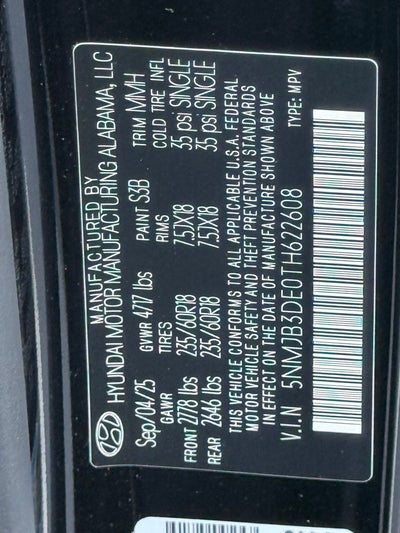 MANUFACTURED BY
HYUNDAI MOTOR MANUFACTURING ALABAMA, LLC
Sep/04/25 GVWR 4717 lbs PAINT S3B TRIM MMH
GAWR TIRES RIMS COLD TIRE INFL
FRONT 2778 lbs 235/60R18 7.5JX18 35 psi SINGLE
REAR 2646 lbs 235/60R18 7.5JX18 35 psi SINGLE
THIS VEHICLE CONFORMS TO ALL APPLICABLE U.S.A. FEDERAL
MOTOR VEHICLE SAFETY BUMPER, AND THEFT PREVENTION STANDARDS
IN EFFECT ON THE DATE OF MANUFACTURE SHOWN ABOVE
V.I.N 5NMJB3DE0TH622608 TYPE: MPV